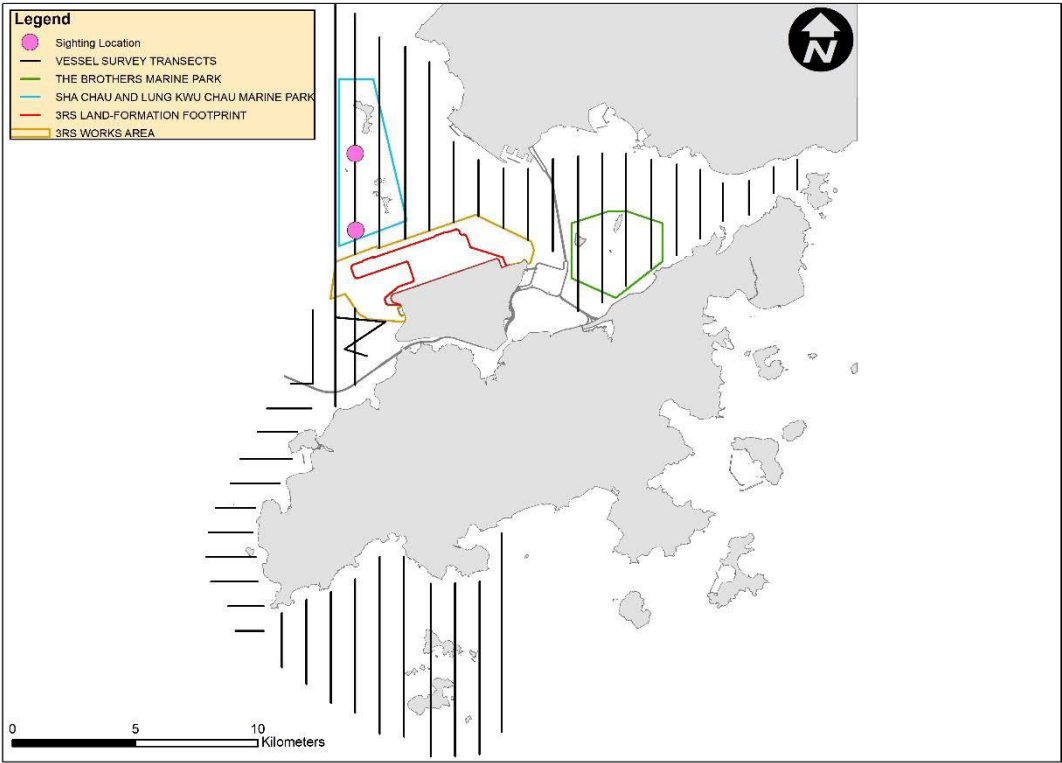 Legend
Sighting Location
VESSEL SURVEY TRANSECTS
THE BROTHERS MARINE PARK
SHA CHAU AND LUNG KWU CHAU MARINE PARK
3RS LAND-FORMATION FOOTPRINT
3RS WORKS AREA
N
0 5 10
Kilometers